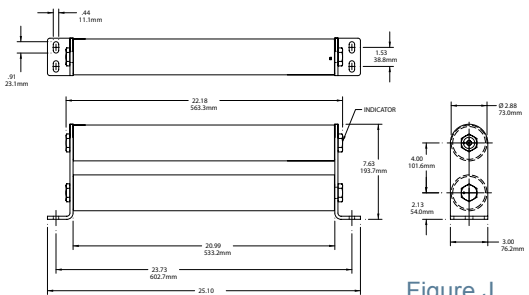 .44
11.1mm
.91
23.1mm
1.53
38.8mm
22.18
563.3mm
INDICATOR
Ø 2.88
73.0mm
7.63
193.7mm
4.00
101.6mm
2.13
54.0mm
20.99
533.2mm
3.00
76.2mm
23.73
602.7mm
25.10
Figure J